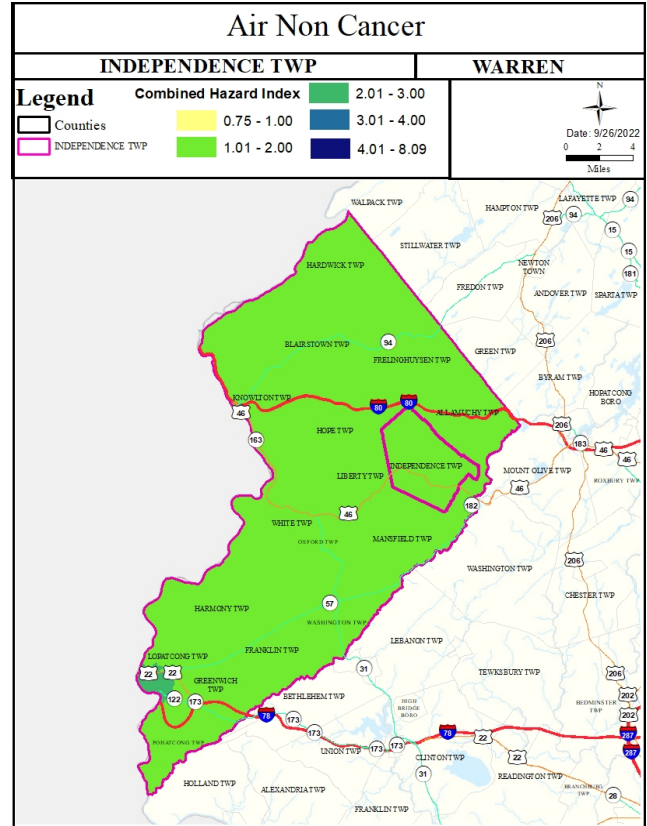 Air Non Cancer
INDEPENDENCE TWP
WARREN
Legend
Combined Hazard Index
Counties
INDEPENDENCE TWP
0.75 - 1.00
1.01 - 2.00
2.01 - 3.00
3.01 - 4.00
4.01 - 8.09
N
Date: 9/26/2022
0 2 4
Miles
WALPACK TWP
LAFAYETTE TWP
94
HAMPTON TWP
206
94
15
STILLWATER TWP
15
NEWTON
TOWN
HARDWICK TWP
181
FREDON TWP
ANDOVER TWP
SPARTA TWP
BLAIRSTOWN TWP
94
206
GREEN TWP
FRELINGHUYSEN TWP
BYRAM TWP
HOPATCONG
BORO
KNOWLTON TWP
80
80
46
ALLAMUCHY TWP
206
HOPE TWP
163
183
46
46
INDEPENDENCE TWP
MOUNT OLIVE TWP
LIBERTY TWP
46
ROXBURY TWP
182
46
WHITE TWP
OXFORD TWP
MANSFIELD TWP
206
WASHINGTON TWP
CHESTER TWP
57
HARMONY TWP
WASHINGTON TWP
LEBANON TWP
FRANKLIN TWP
LOPATCONG TWP
31
22
22
TEWKSBURY TWP
206
GREENWICH
TWP
BETHLEHEM TWP
122
173
202
HIGH
BRIDGE
BORO
BEDMINSTER
TWP
78
173
202
173
78
287
POHATCONG TWP
UNION TWP
173
173
22
287
CLINTON TWP
22
31
READINGTON TWP
HOLLAND TWP
ALEXANDRIA TWP
BRANCHBURG
TWP
28
FRANKLIN TWP